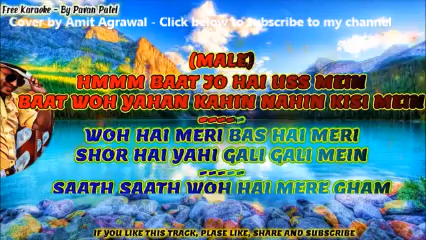 Free Karaoke - By Pavan Patel
Cover by Amit Agrawal - Click below to Subscribe to my channel
(MALE)
HMMM BAAT JO HAI USS MEIN
BAAT WOH YAHAN KAHIN NAHIN KISI MEIN
-----
WOH HAI MERI BAS HAI MERI
SHOR HAI YAHI GALI GALI MEIN
-----
SAATH SAATH WOH HAI MERE GHAM
IF YOU LIKE THIS TRACK, PLASE LIKE, SHARE AND SUBSCRIBE